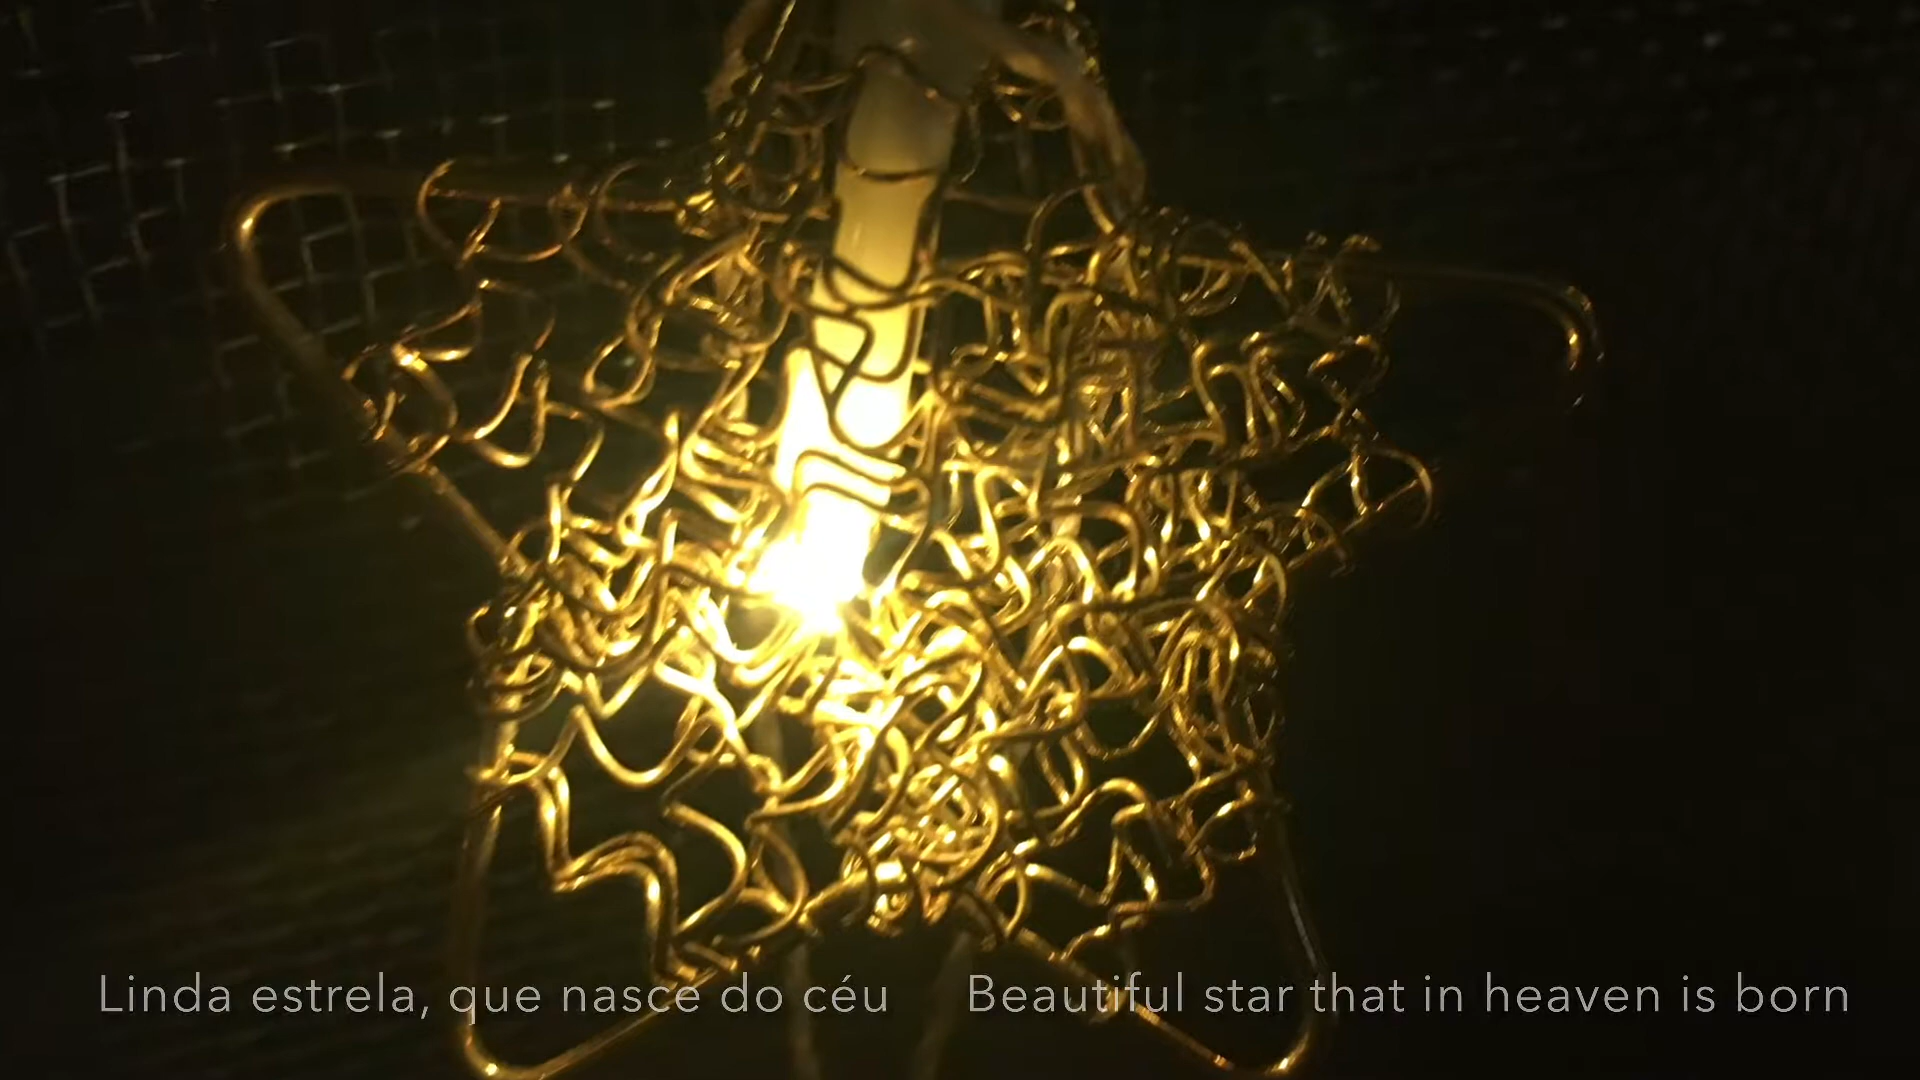 Linda estrela, que nasce do céu
Beautiful star that in heaven is born